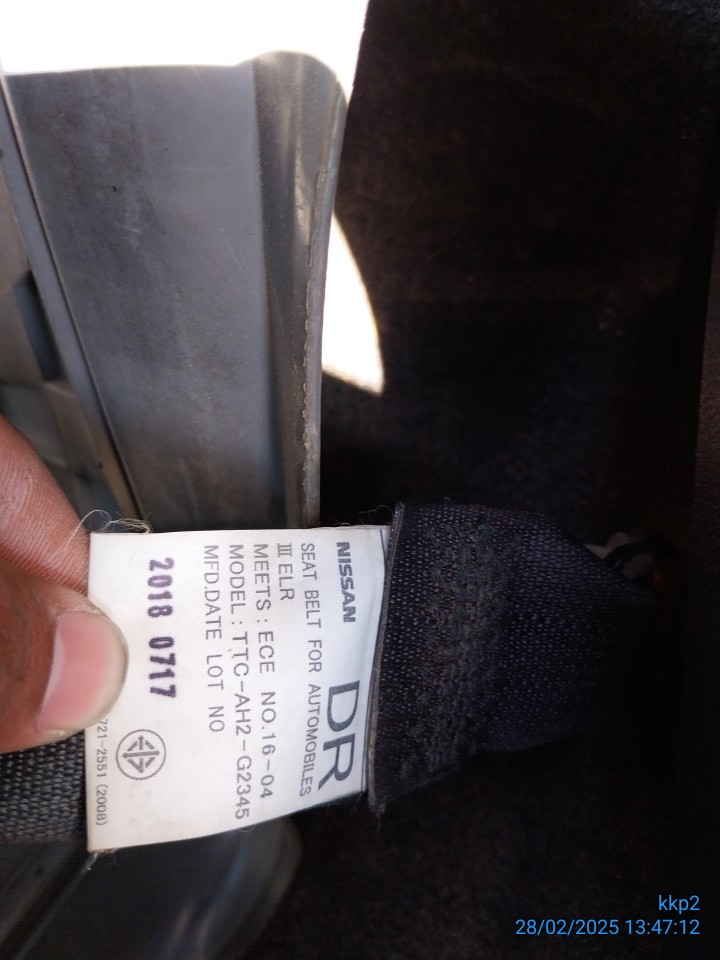 NISSAN
DR
SEAT BELT FOR AUTOMOBILES
III ELR
MEETS : ECE NO.16-04
MODEL : TTC-AH2-G2345
MFD.DATE LOT NO
2018 0717
721-2551 (2008)
kkp2
28/02/2025 13:47:12